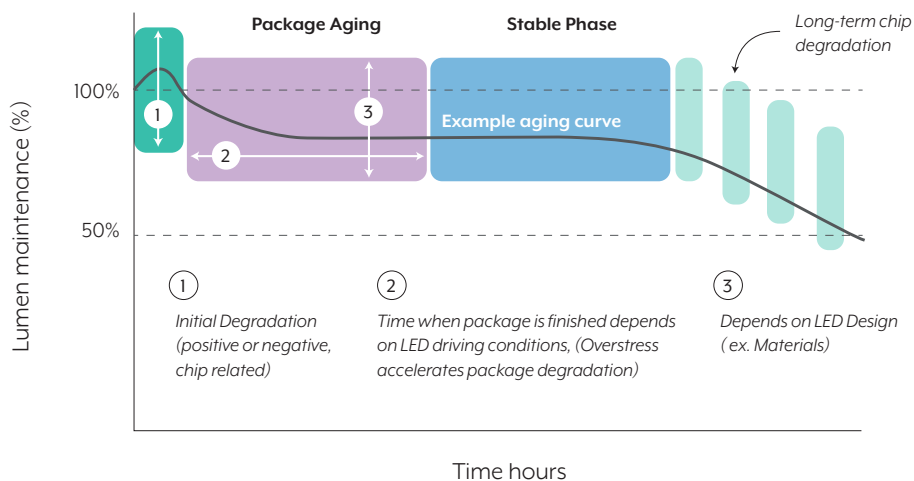 Package Aging
Stable Phase
Long-term chip
degradation
Lumen maintenance (%)
100%
50%
1
2
3
Example aging curve
1
Initial Degradation
(positive or negative,
chip related)
2
Time when package is finished depends
on LED driving conditions, (Overstress
accelerates package degradation)
3
Depends on LED Design
( ex. Materials)
Time hours